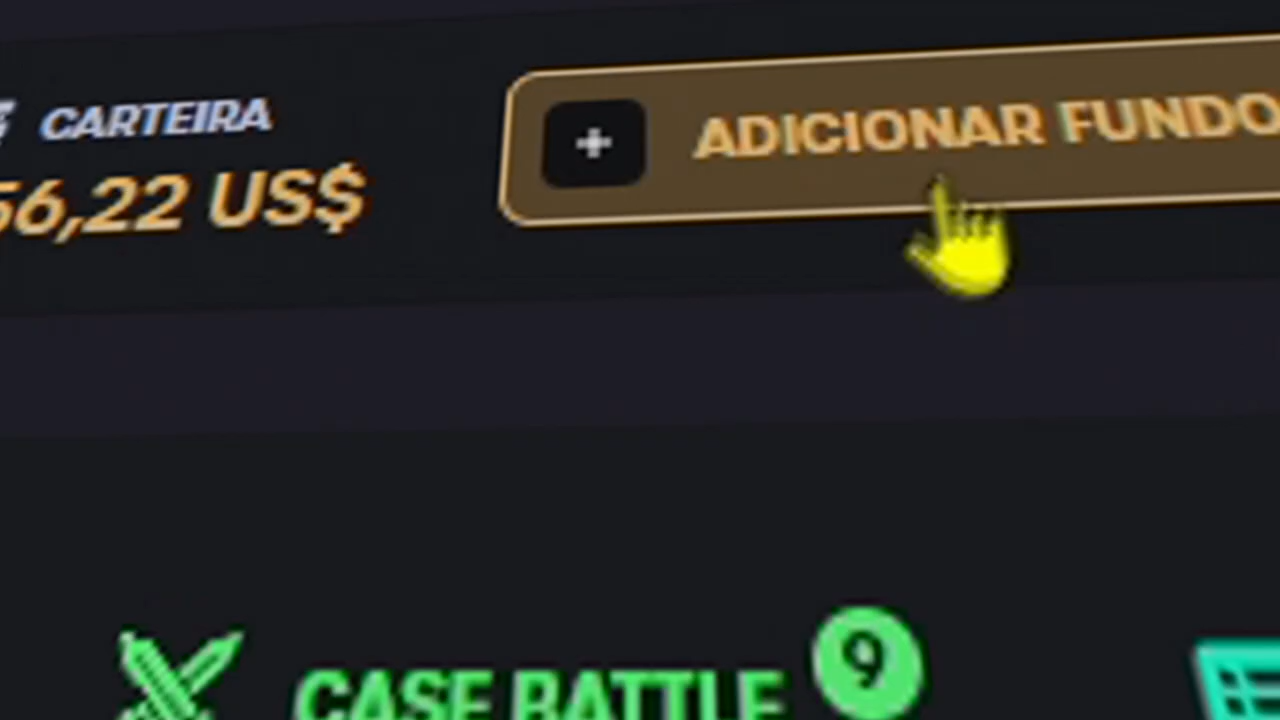 CARTEIRA
56,22 US$
+ ADICIONAR FUNDO
CASE BATTLE 9